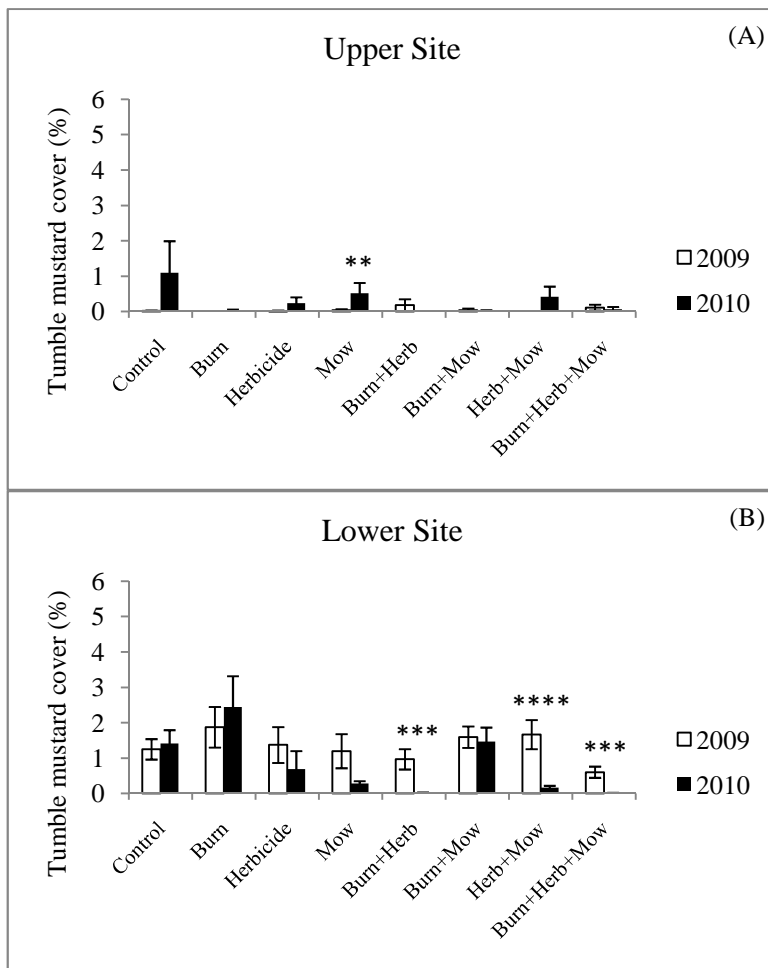 (A)
Upper Site
Tumble mustard cover (%)
6
5
4
3
2
1
0
**
Control
Burn
Herbicide
Mow
Burn+Herb
Burn+Mow
Herb+Mow
Burn+Herb+Mow
2009
2010
(B)
Lower Site
Tumble mustard cover (%)
6
5
4
3
2
1
0
***
****
***
Control
Burn
Herbicide
Mow
Burn+Herb
Burn+Mow
Herb+Mow
Burn+Herb+Mow
2009
2010